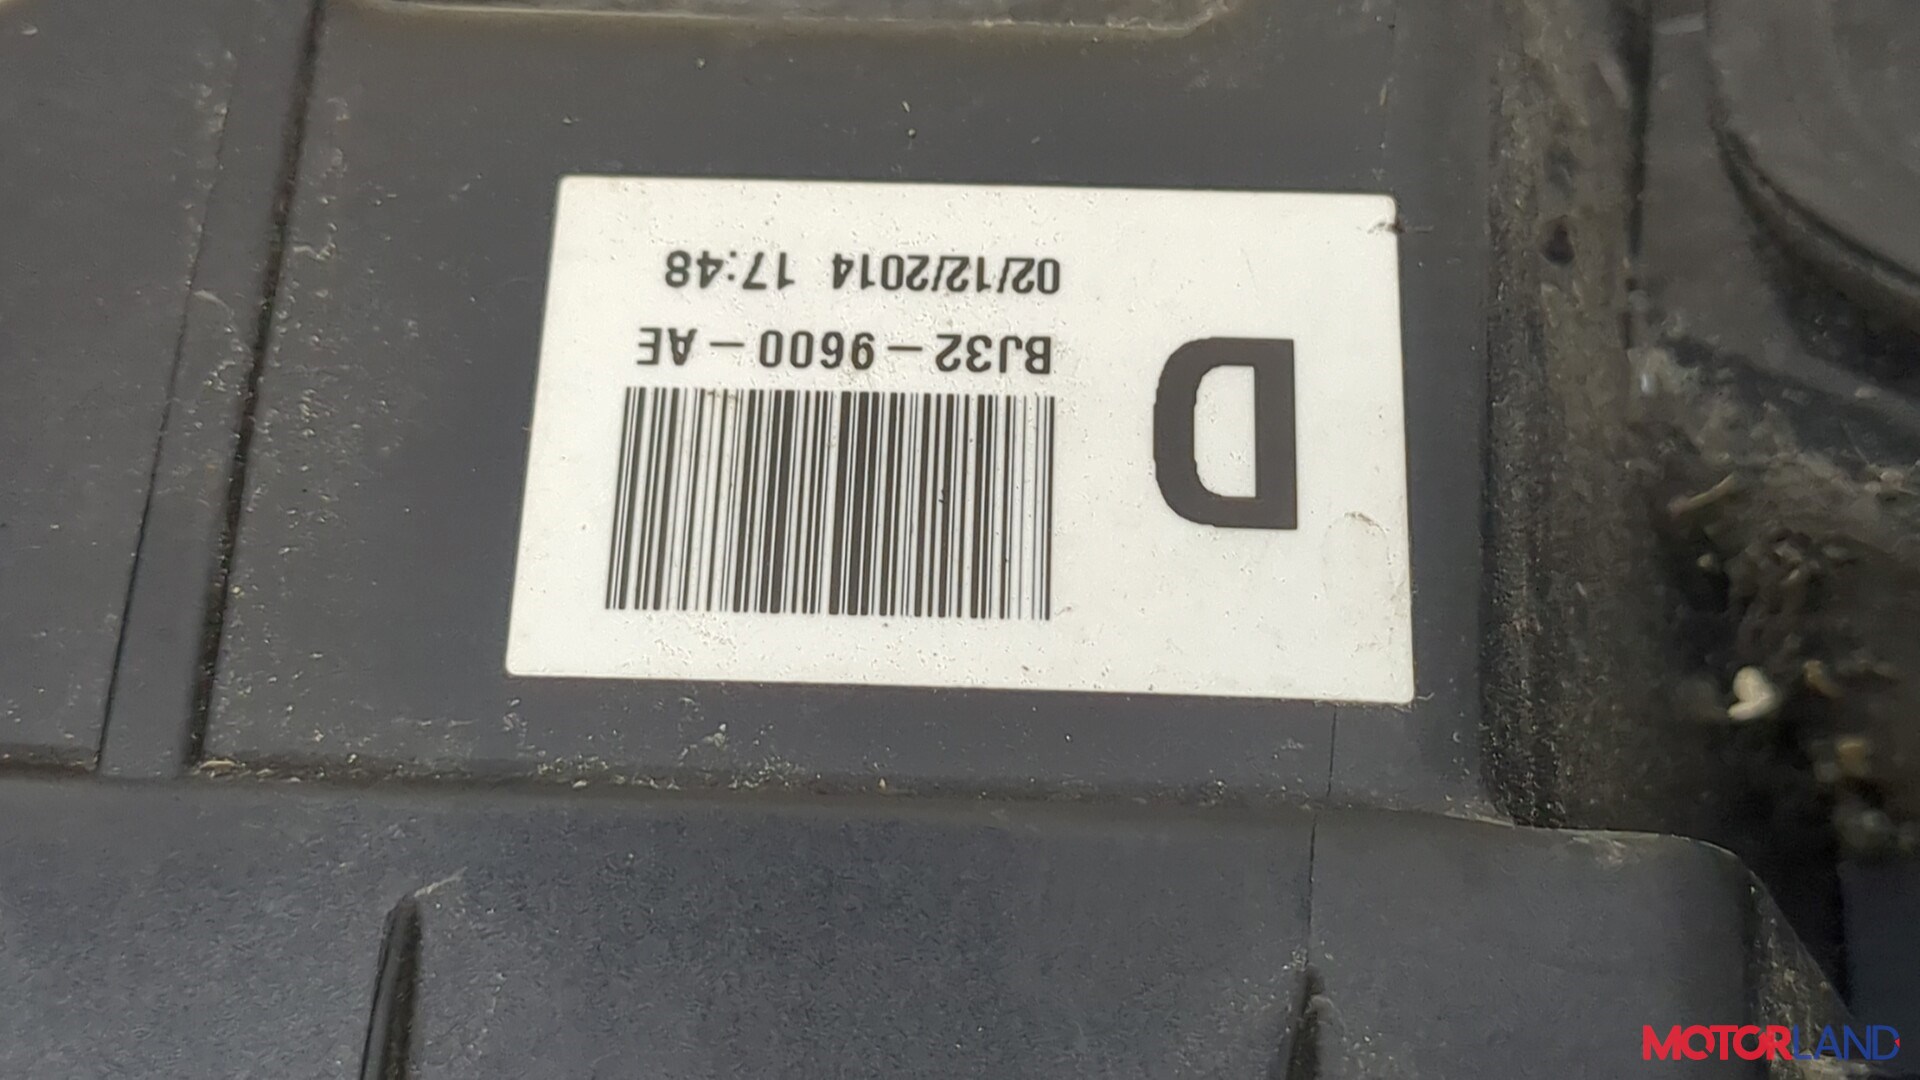 D
BJ32-9600-AE
02/12/2014 17:48
MOTORLAND